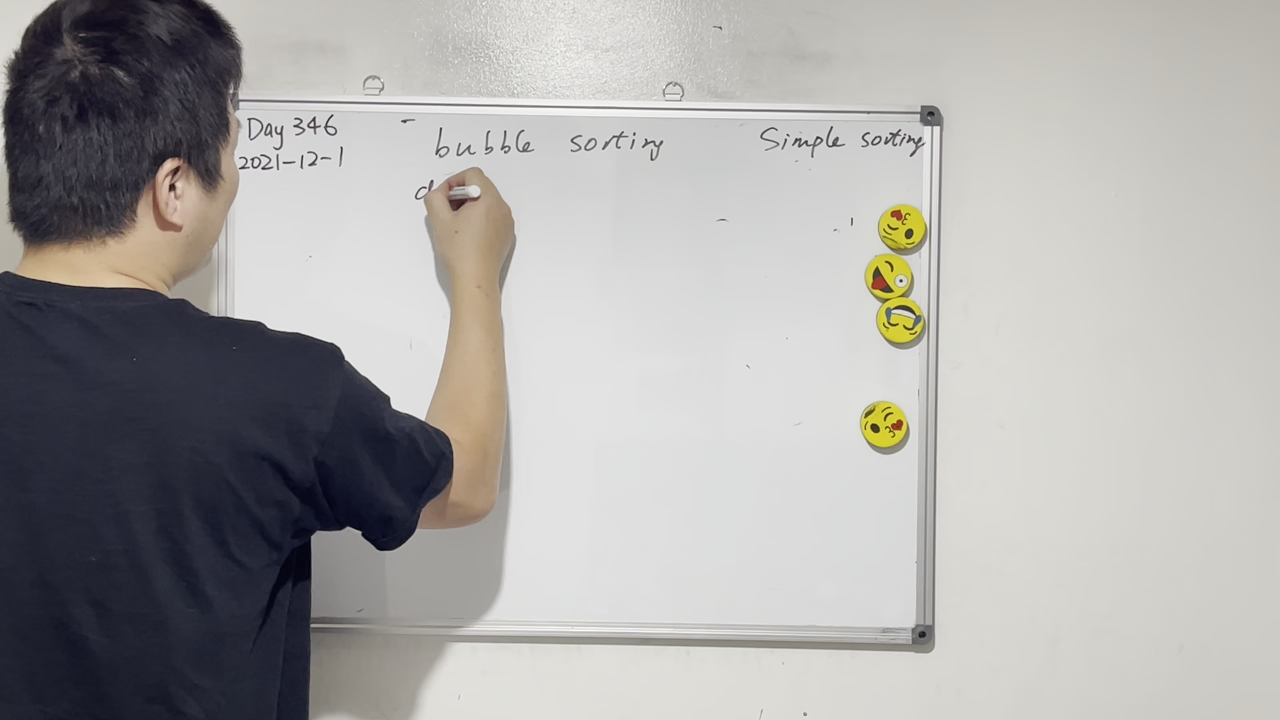 Day 346
2021-12-1
bubble sorting
Simple sorting
d